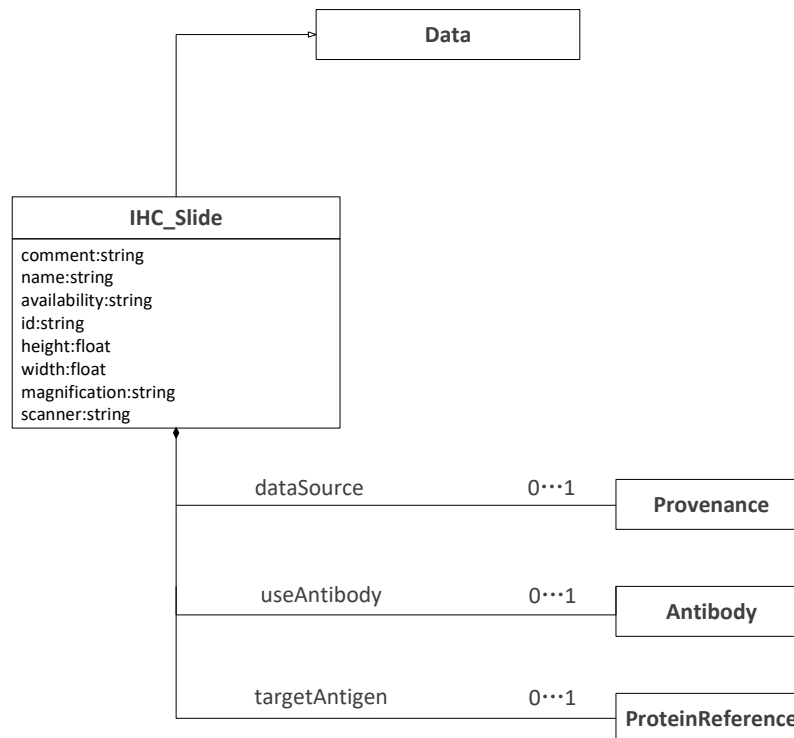 Data
IHC_Slide
comment:string
name:string
availability:string
id:string
height:float
width:float
magnification:string
scanner:string
dataSource 0···1
Provenance
useAntibody 0···1
Antibody
targetAntigen 0···1
ProteinReference